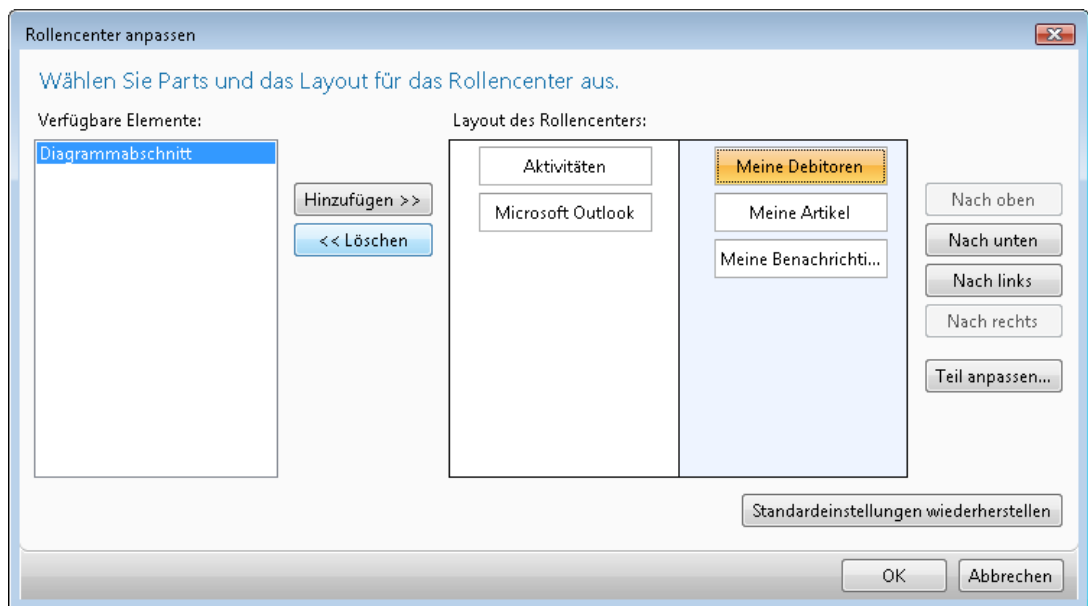 Rollencenter anpassen
Wählen Sie Parts und das Layout für das Rollencenter aus.
Verfügbare Elemente:
Diagrammabschnitt
Hinzufügen >>
<< Löschen
Layout des Rollencenters:
Aktivitäten
Microsoft Outlook
Meine Debitoren
Meine Artikel
Meine Benachrichti...
Nach oben
Nach unten
Nach links
Nach rechts
Teil anpassen...
Standardeinstellungen wiederherstellen
OK
Abbrechen